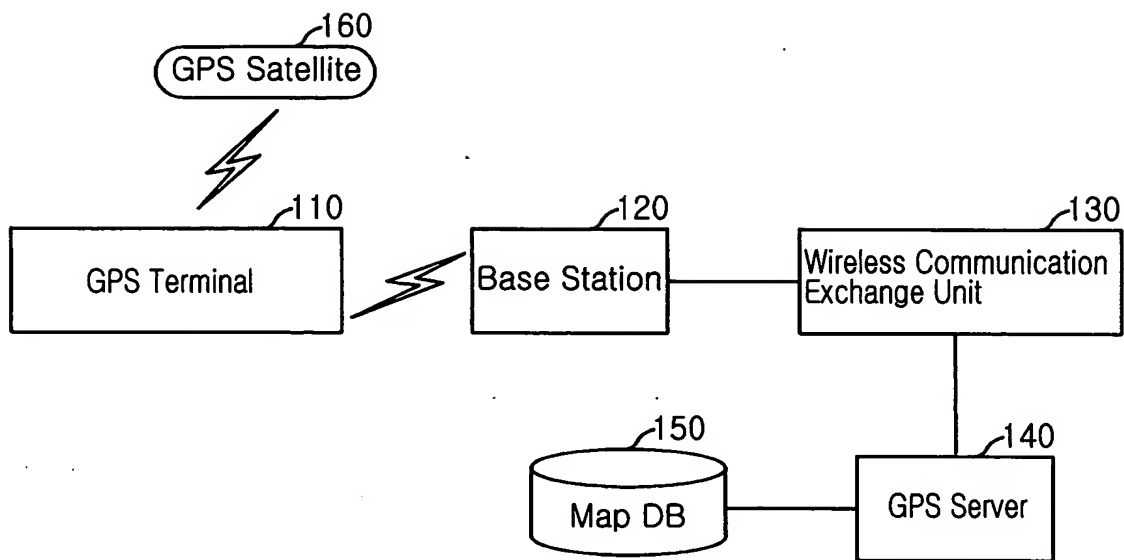 160
GPS Satellite
110
GPS Terminal
120
Base Station
130
Wireless Communication
Exchange Unit
150
Map DB
140
GPS Server